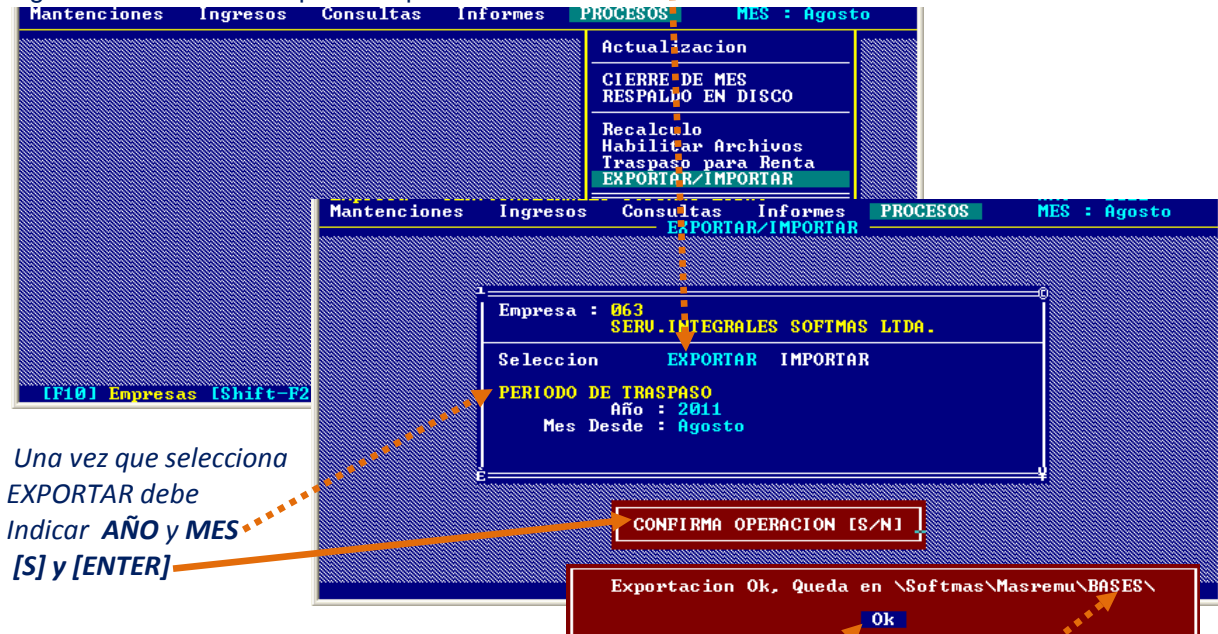 Mantenciones Ingresos Consultas Informes PROCESOS MES : Agosto
Actualizacion
CIERRE DE MES
RESPALDO EN DISCO
Recalculo
Habilitar Archivos
Traspaso para Renta
EXPORTAR/IMPORTAR
Mantenciones Ingresos Consultas Informes PROCESOS MES : Agosto
EXPORTAR/IMPORTAR
Empresa : 063
SERV.INTEGRALES SOFTMAS LTDA.
Seleccion EXPORTAR IMPORTAR
PERIODO DE TRASPASO
Año : 2011
Mes Desde : Agosto
[F10] Empresas [Shift-F2
Una vez que selecciona
EXPORTAR debe
Indicar AÑO y MES
[S] y [ENTER]
CONFIRMA OPERACION [S/N]
Exportacion Ok, Queda en \Softmas\Masremu\BASES\
Ok